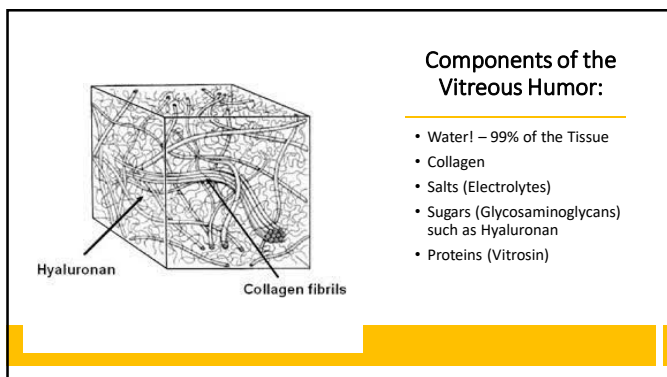 Components of the
Vitreous Humor:
• Water! – 99% of the Tissue
• Collagen
• Salts (Electrolytes)
• Sugars (Glycosaminoglycans)
such as Hyaluronan
• Proteins (Vitrosin)
Hyaluronan
Collagen fibrils